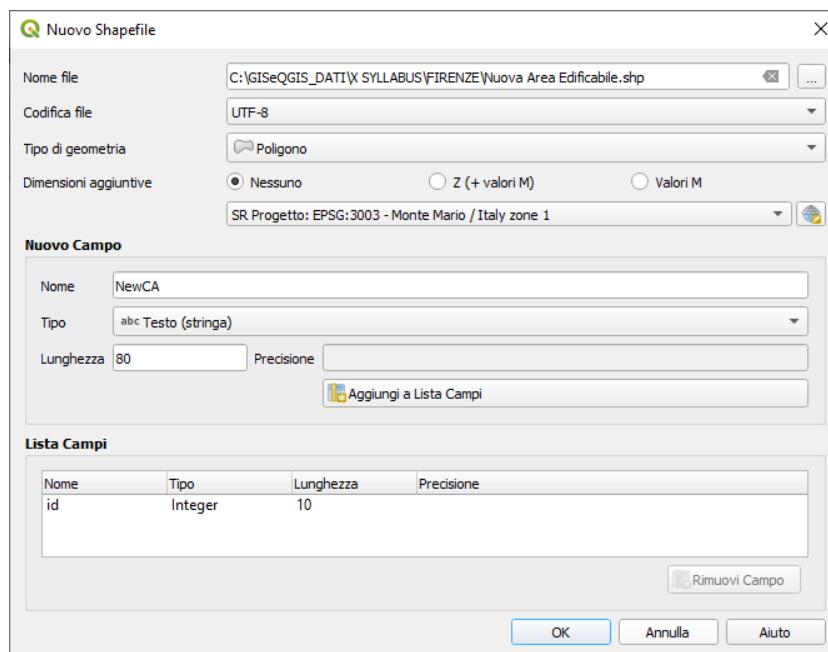 Nuovo Shapefile
Nome file C:\GISeQGIS_DATI\X SYLLABUS\FIRENZE\Nuova Area Edificabile.shp ...
Codifica file UTF-8
Tipo di geometria Poligono
Dimensioni aggiuntive Nessuno Z (+ valori M) Valori M
SR Progetto: EPSG:3003 - Monte Mario / Italy zone 1
Nuovo Campo
Nome NewCA
Tipo abc Testo (stringa)
Lunghezza 80 Precisione
Aggiungi a Lista Campi
Lista Campi
Nome Tipo Lunghezza Precisione
id Integer 10
Rimuovi Campo
OK Annulla Aiuto